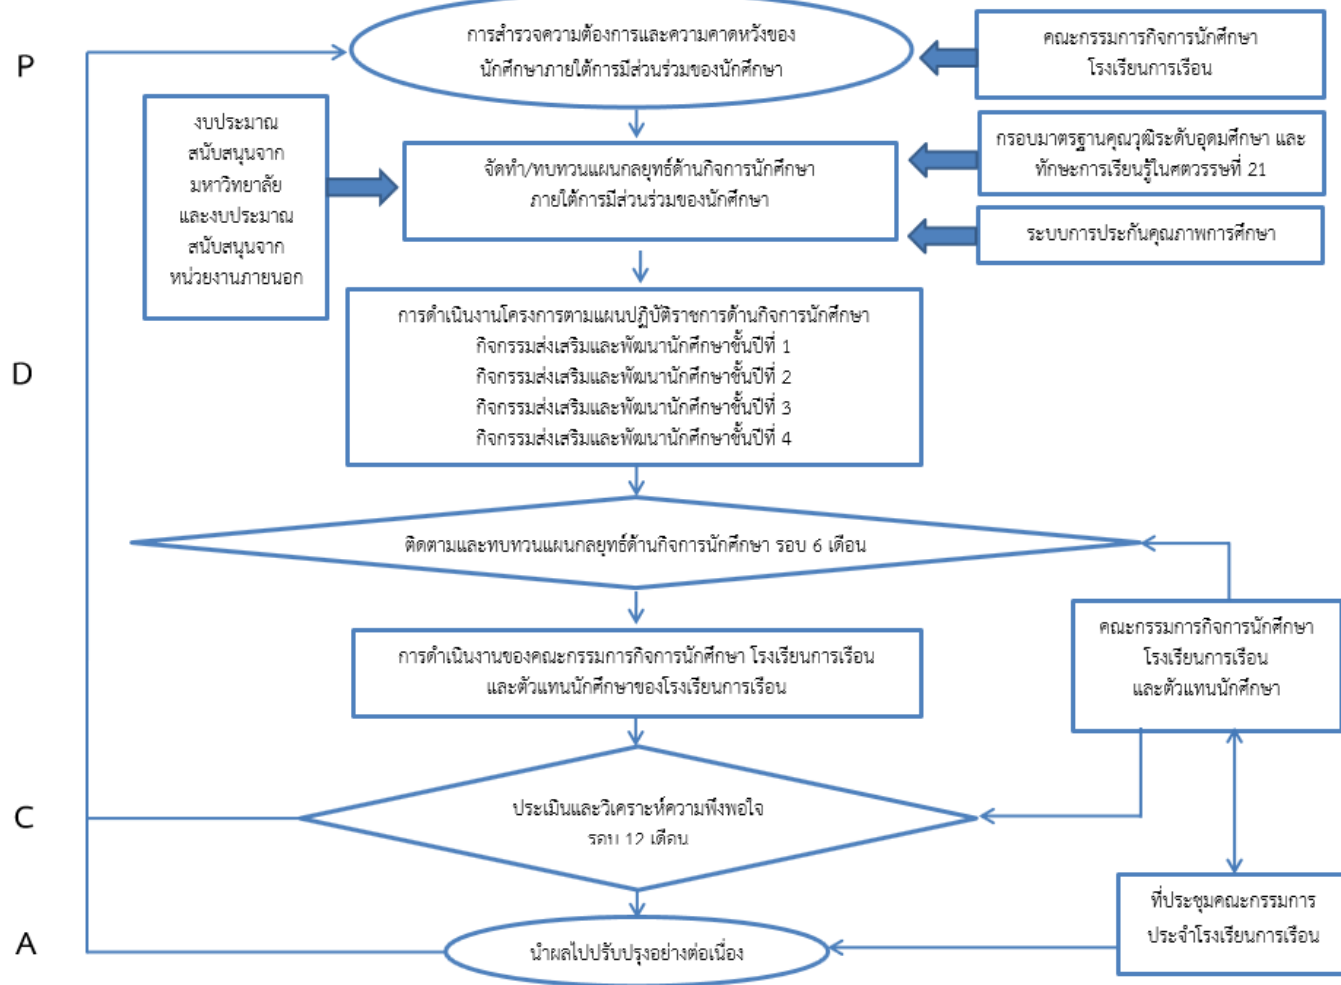 P
การสำรวจความต้องการและความคาดหวังของ
นักศึกษาภายใต้การมีส่วนร่วมของนักศึกษา
คณะกรรมการกิจการนักศึกษา
โรงเรียนการเรือน
งบประมาณ
สนับสนุนจาก
มหาวิทยาลัย
และงบประมาณ
สนับสนุนจาก
หน่วยงานภายนอก
จัดทำ/ทบทวนแผนกลยุทธ์ด้านกิจการนักศึกษา
ภายใต้การมีส่วนร่วมของนักศึกษา
กรอบมาตรฐานคุณวุฒิระดับอุดมศึกษา และ
ทักษะการเรียนรู้ในศตวรรษที่ 21
ระบบการประกันคุณภาพการศึกษา
D
การดำเนินงานโครงการตามแผนปฏิบัติราชการด้านกิจการนักศึกษา
กิจกรรมส่งเสริมและพัฒนานักศึกษาชั้นปีที่ 1
กิจกรรมส่งเสริมและพัฒนานักศึกษาชั้นปีที่ 2
กิจกรรมส่งเสริมและพัฒนานักศึกษาชั้นปีที่ 3
กิจกรรมส่งเสริมและพัฒนานักศึกษาชั้นปีที่ 4
ติดตามและทบทวนแผนกลยุทธ์ด้านกิจการนักศึกษา รอบ 6 เดือน
การดำเนินงานของคณะกรรมการกิจการนักศึกษา โรงเรียนการเรือน
และตัวแทนนักศึกษาของโรงเรียนการเรือน
คณะกรรมการกิจการนักศึกษา
โรงเรียนการเรือน
และตัวแทนนักศึกษา
C
ประเมินและวิเคราะห์ความพึงพอใจ
รอบ 12 เดือน
ที่ประชุมคณะกรรมการ
ประจำโรงเรียนการเรือน
A
นำผลไปปรับปรุงอย่างต่อเนื่อง